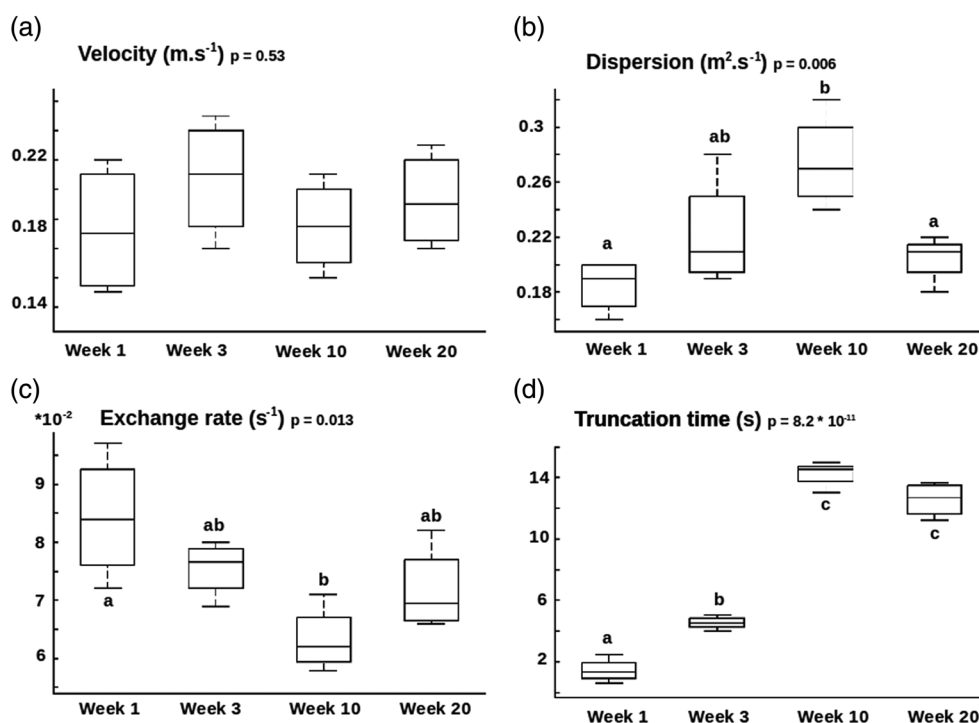 (a)
Velocity (m.s⁻¹) p = 0.53
0.22
0.18
0.14
Week 1 Week 3 Week 10 Week 20
(b)
Dispersion (m².s⁻¹) p = 0.006
0.3
0.26
0.22
0.18
a
ab
b
a
Week 1 Week 3 Week 10 Week 20
(c)
*10⁻² Exchange rate (s⁻¹) p = 0.013
9
8
7
6
a
ab
b
ab
Week 1 Week 3 Week 10 Week 20
(d)
Truncation time (s) p = 8.2 * 10⁻¹¹
14
10
6
2
a
b
c
c
Week 1 Week 3 Week 10 Week 20